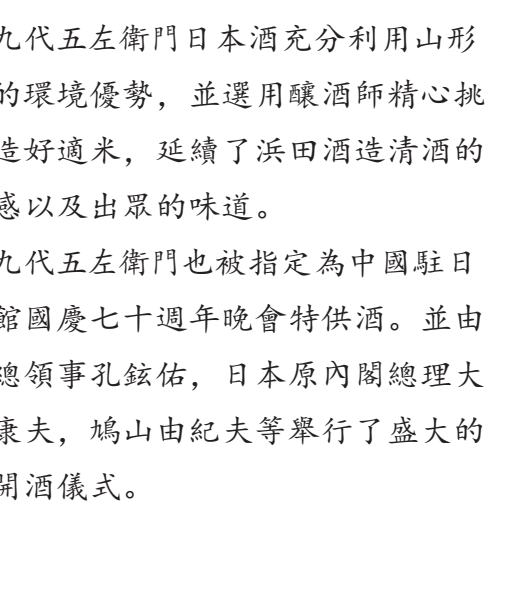 九代五左衛門日本酒充分利用山形
的環境優勢，並選用釀酒師精心挑
造好適米，延續了浜田酒造清酒的
感以及出眾的味道。
九代五左衛門也被指定為中國駐日
館國慶七十週年晚會特供酒。並由
總領事孔鉉佑，日本原內閣總理大
康夫，鳩山由紀夫等舉行了盛大的
開酒儀式。